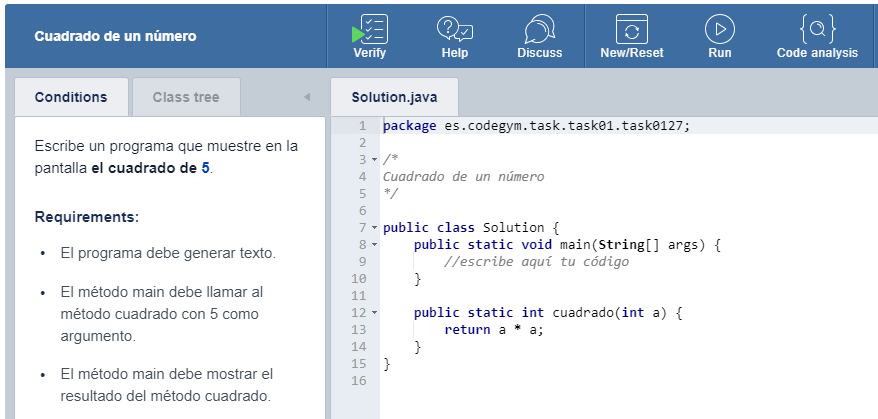 Cuadrado de un número
Verify
Help
Discuss
New/Reset
Run
Code analysis
Conditions
Class tree
Escribe un programa que muestre en la
pantalla el cuadrado de 5.
Requirements:
• El programa debe generar texto.
• El método main debe llamar al
método cuadrado con 5 como
argumento.
• El método main debe mostrar el
resultado del método cuadrado.
Solution.java
1 package es.codegym.task.task01.task0127;
2
3 /*
4 Cuadrado de un número
5 */
6
7 public class Solution {
8     public static void main(String[] args) {
9         //escribe aquí tu código
10     }
11
12     public static int cuadrado(int a) {
13         return a * a;
14     }
15 }
16